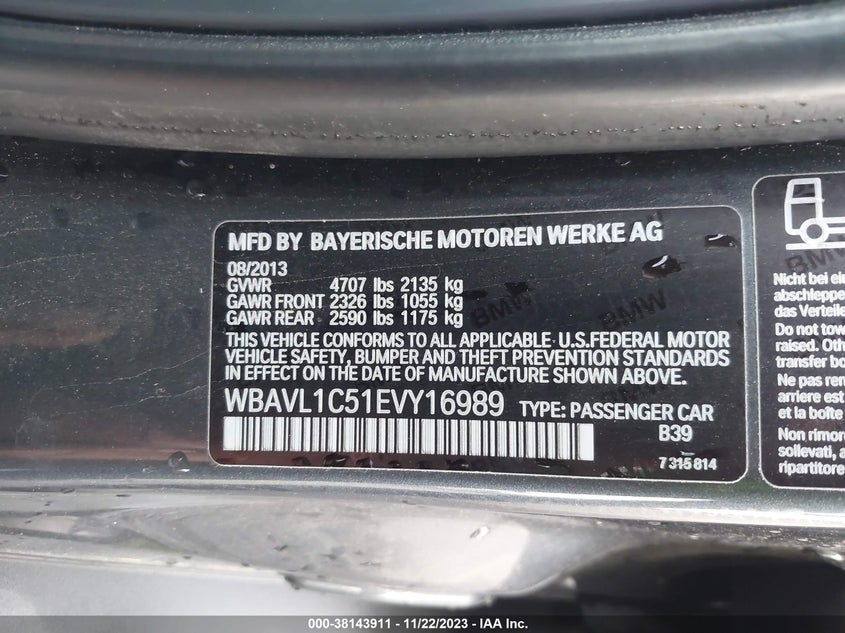 MFD BY BAYERISCHE MOTOREN WERKE AG
08/2013
GVWR 4707 lbs 2135 kg
GAWR FRONT 2326 lbs 1055 kg
GAWR REAR 2590 lbs 1175 kg
THIS VEHICLE CONFORMS TO ALL APPLICABLE U.S.FEDERAL MOTOR
VEHICLE SAFETY, BUMPER AND THEFT PREVENTION STANDARDS
IN EFFECT ON THE DATE OF MANUFACTURE SHOWN ABOVE.
WBAVL1C51EVY16989 TYPE: PASSENGER CAR
B39
7 315 814
BMW
BMW
Nicht bei ein
abschleppe
das Verteile
Do not tow
raised. Othe
transfer bo
Ne pas rem
arriere est
et la boîte
Non rimor
sollevati, a
ripartitore
000-38143911 - 11/22/2023 - IAA Inc.